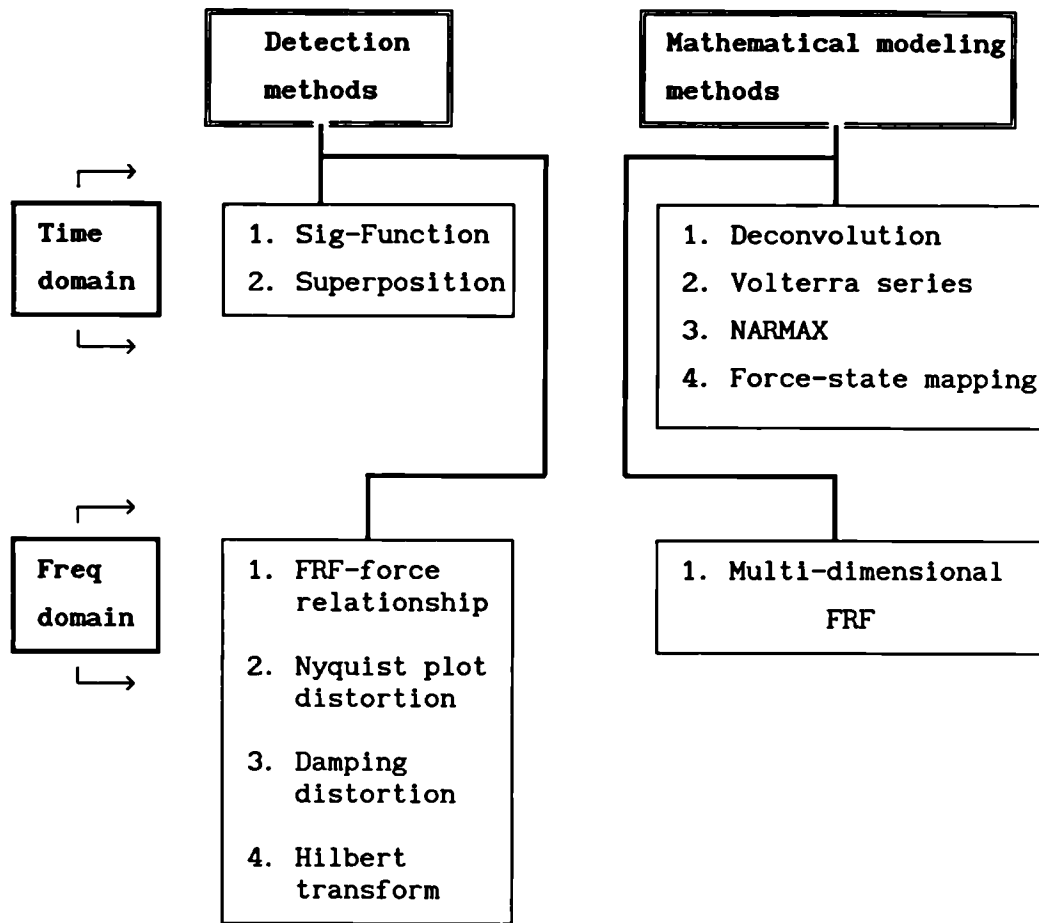 Detection
methods
Mathematical modeling
methods
Time
domain
1. Sig-Function
2. Superposition
1. Deconvolution
2. Volterra series
3. NARMAX
4. Force-state mapping
Freq
domain
1. FRF-force
relationship
2. Nyquist plot
distortion
3. Damping
distortion
4. Hilbert
transform
1. Multi-dimensional
FRF